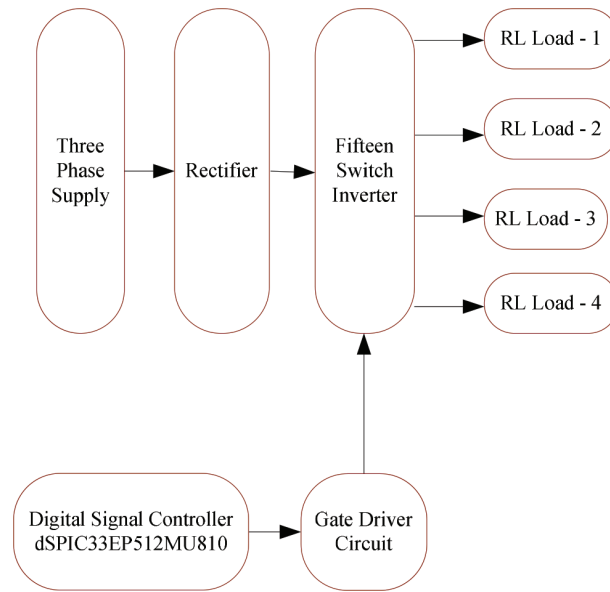 RL Load - 1
Three
Phase
Supply
Rectifier
Fifteen
Switch
Inverter
RL Load - 2
RL Load - 3
RL Load - 4
Digital Signal Controller
dSPIC33EP512MU810
Gate Driver
Circuit